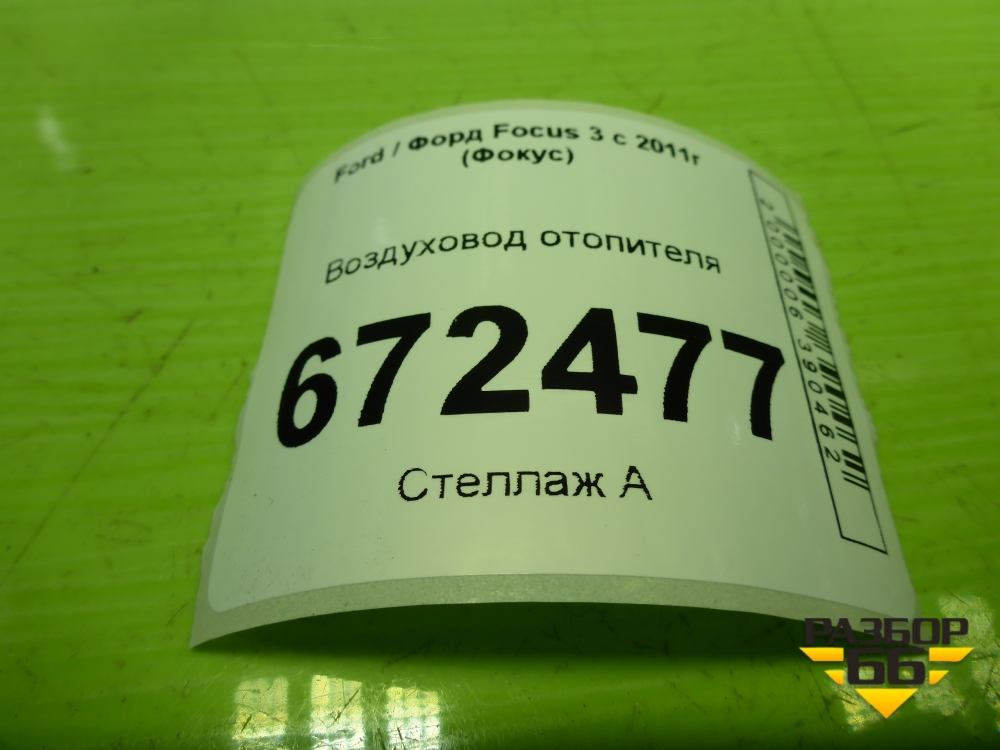 Ford / Форд Focus 3 с 2011г
(Фокус)
Воздуховод отопителя
672477
Стеллаж А
2000006390462
РАЗБОР
66